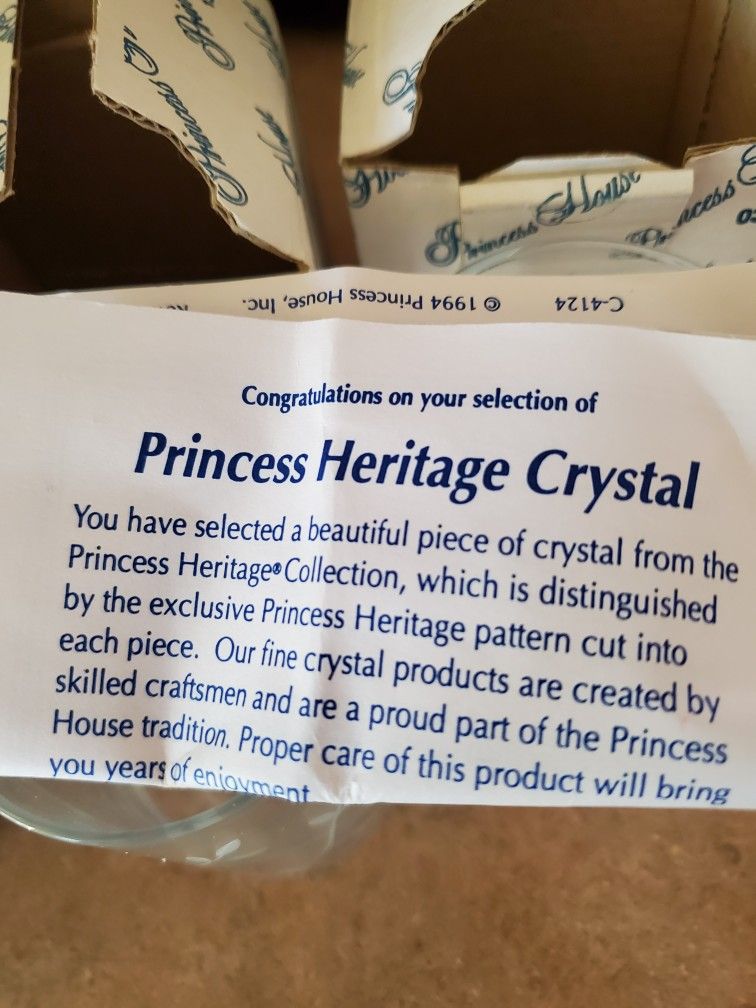 Princess House
Princess House
C-4124 © 1994 Princess House, Inc.
Congratulations on your selection of
Princess Heritage Crystal
You have selected a beautiful piece of crystal from the
Princess Heritage® Collection, which is distinguished
by the exclusive Princess Heritage pattern cut into
each piece. Our fine crystal products are created by
skilled craftsmen and are a proud part of the Princess
House tradition. Proper care of this product will bring
you years of enjoyment